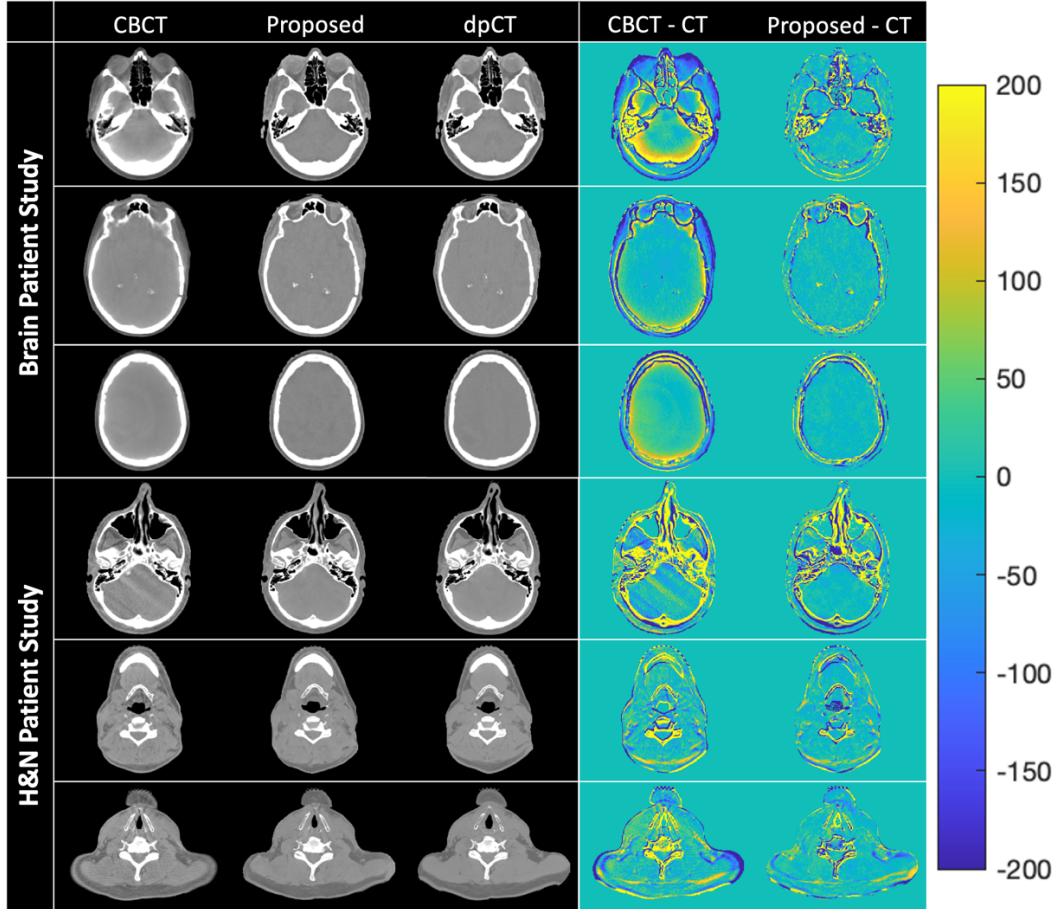 CBCT
Proposed
dpCT
CBCT - CT
Proposed - CT
Brain Patient Study
H&N Patient Study
200
150
100
50
0
-50
-100
-150
-200